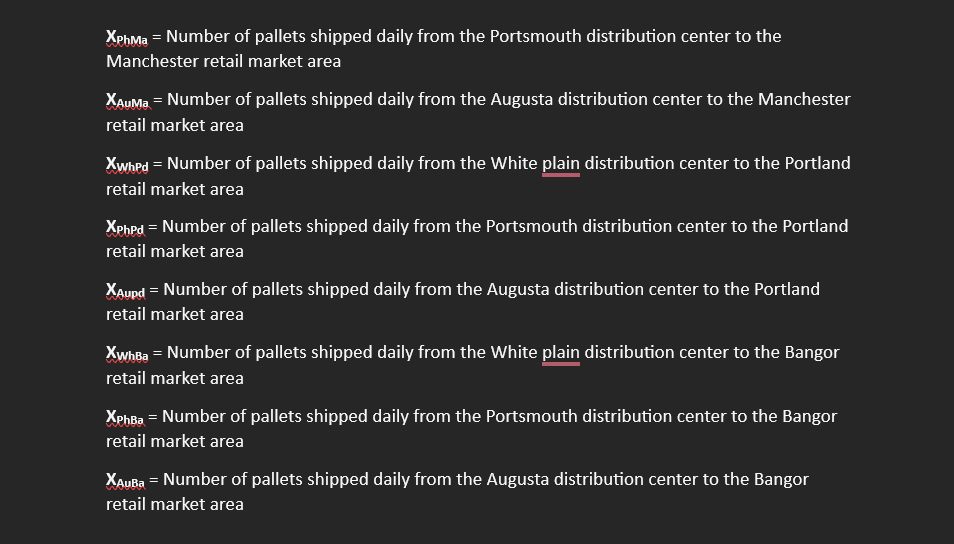 XPhMa = Number of pallets shipped daily from the Portsmouth distribution center to the
Manchester retail market area
XAuMa = Number of pallets shipped daily from the Augusta distribution center to the Manchester
retail market area
XWhPd = Number of pallets shipped daily from the White plain distribution center to the Portland
retail market area
XPhPd = Number of pallets shipped daily from the Portsmouth distribution center to the Portland
retail market area
XAupd = Number of pallets shipped daily from the Augusta distribution center to the Portland
retail market area
XWhBa = Number of pallets shipped daily from the White plain distribution center to the Bangor
retail market area
XPhBa = Number of pallets shipped daily from the Portsmouth distribution center to the Bangor
retail market area
XAuBa = Number of pallets shipped daily from the Augusta distribution center to the Bangor
retail market area